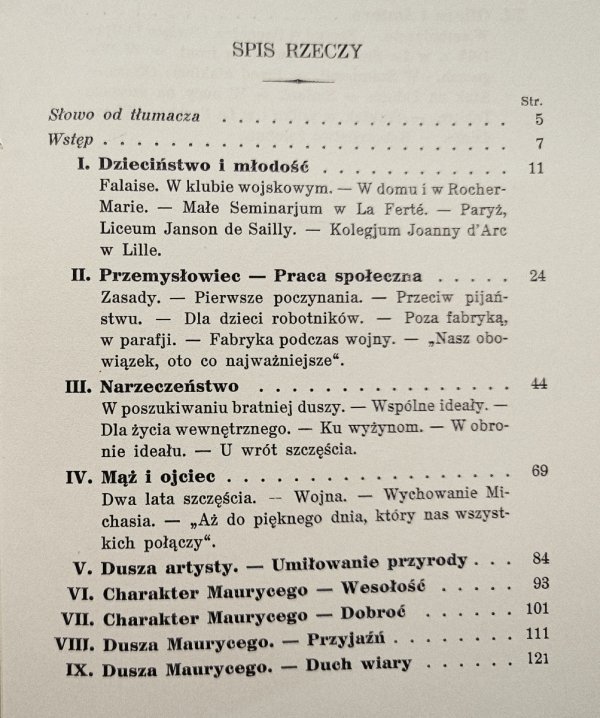 SPIS RZECZY
Str.
Słowo od tłumacza . . . . . . . . . . . . . . . . . . 5
Wstęp . . . . . . . . . . . . . . . . . . . . . . . . 7
I. Dzieciństwo i młodość . . . . . . . . . . . . 11
Falaise. W klubie wojskowym. — W domu i w Rocher-
Marie. — Małe Seminarjum w La Ferté. — Paryż,
Liceum Janson de Sailly. — Kolegjum Joanny d'Arc
w Lille.
II. Przemysłowiec — Praca społeczna . . . . . 24
Zasady. — Pierwsze poczynania. — Przeciw pijań-
stwu. — Dla dzieci robotników. — Poza fabryką,
w parafji. — Fabryka podczas wojny. — „Nasz obo-
wiązek, oto co najważniejsze“.
III. Narzeczeństwo . . . . . . . . . . . . . . . 44
W poszukiwaniu bratniej duszy. — Wspólne ideały. —
Dla życia wewnętrznego. — Ku wyżynom. — W obro-
nie ideału. — U wrót szczęścia.
IV. Mąż i ojciec . . . . . . . . . . . . . . . . . 69
Dwa lata szczęścia. — Wojna. — Wychowanie Mi-
chasia. — „Aż do pięknego dnia, który nas wszyst-
kich połączy“.
V. Dusza artysty. — Umiłowanie przyrody . . . 84
VI. Charakter Maurycego — Wesołość . . . . . 93
VII. Charakter Maurycego — Dobroć . . . . . . 101
VIII. Dusza Maurycego. — Przyjaźń . . . . . . . . 111
IX. Dusza Maurycego. — Duch wiary . . . . . . 121